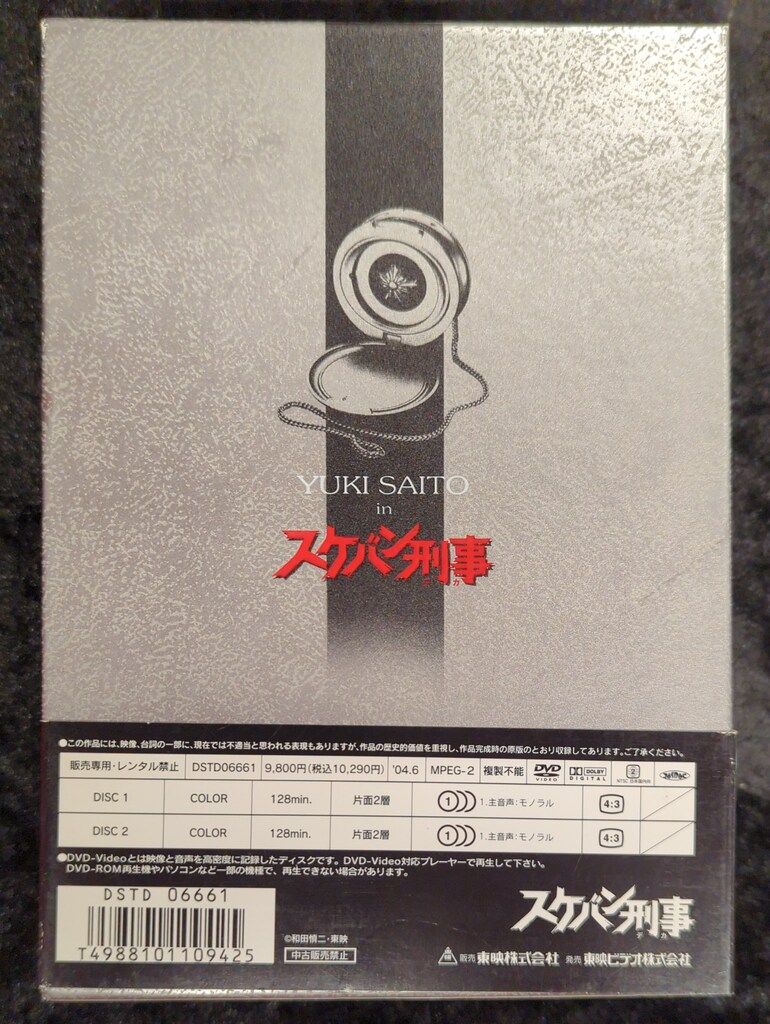 YUKI SAITO
in
スケバン刑事
デカ
●この作品には、映像、台詞の一部に、現在では不適当と思われる表現もありますが、作品の歴史的価値を重視し、作品完成時の原版のとおり収録してあります。ご了承ください。
販売専用・レンタル禁止 DSTD06661 9,800円(税込10,290円) '04.6 MPEG-2 複製不能 DVD VIDEO DOLBY DIGITAL 2 NTSC 日本国内用
DISC 1 COLOR 128min. 片面2層 1 1.主音声:モノラル 4:3
DISC 2 COLOR 128min. 片面2層 1 1.主音声:モノラル 4:3
●DVD-Videoとは映像と音声を高密度に記録したディスクです。DVD-Video対応プレーヤーで再生して下さい。
DVD-ROM再生機やパソコンなど一部の機種で、再生できない場合があります。
DSTD 06661
T4988101109425
©和田慎二・東映
中古販売禁止
スケバン刑事
デカ
販売 東映株式会社 発売 東映ビデオ株式会社